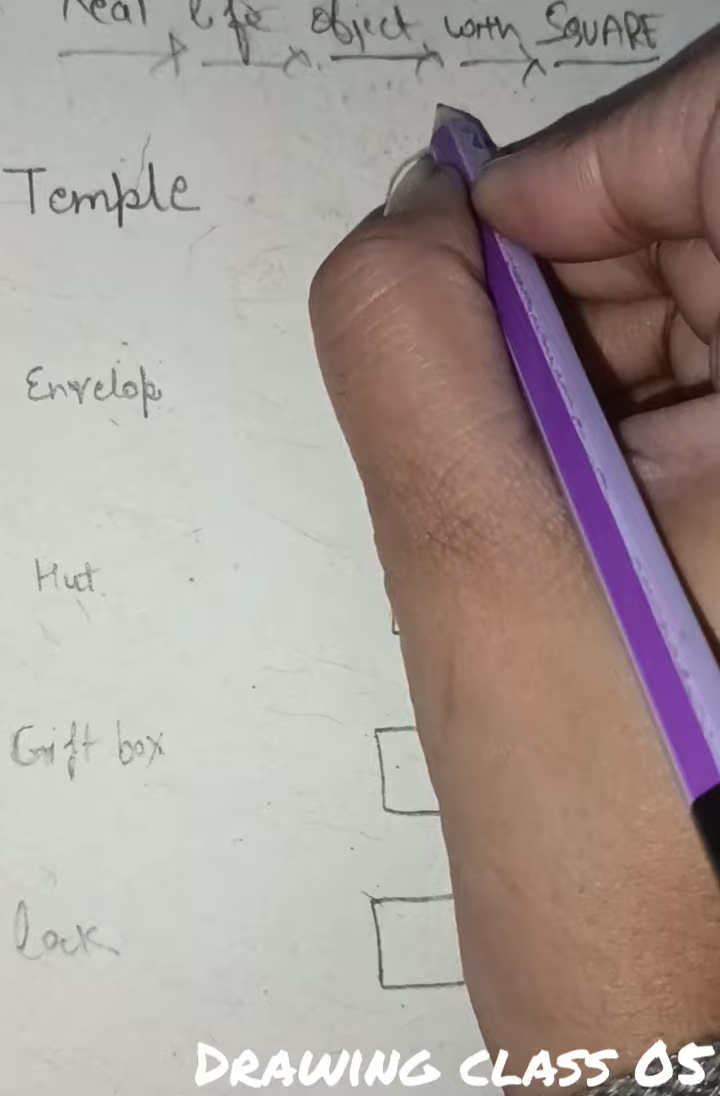 Real life object with SQUARE
Temple
Envelop
Hut
Gift box
lock
DRAWING CLASS 05